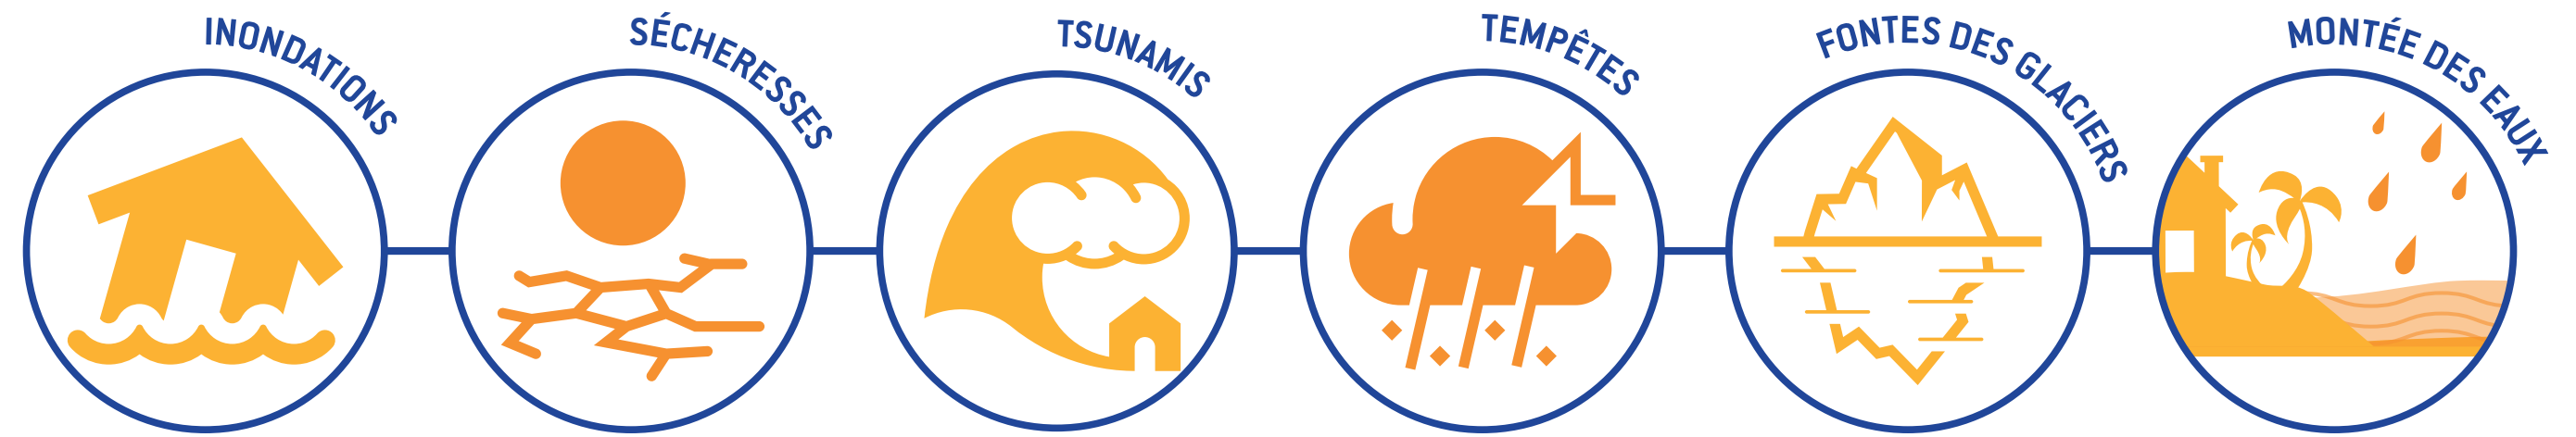 INONDATIONS
SÉCHERESSES
TSUNAMIS
TEMPÊTES
FONTES DES GLACIERS
MONTÉE DES EAUX